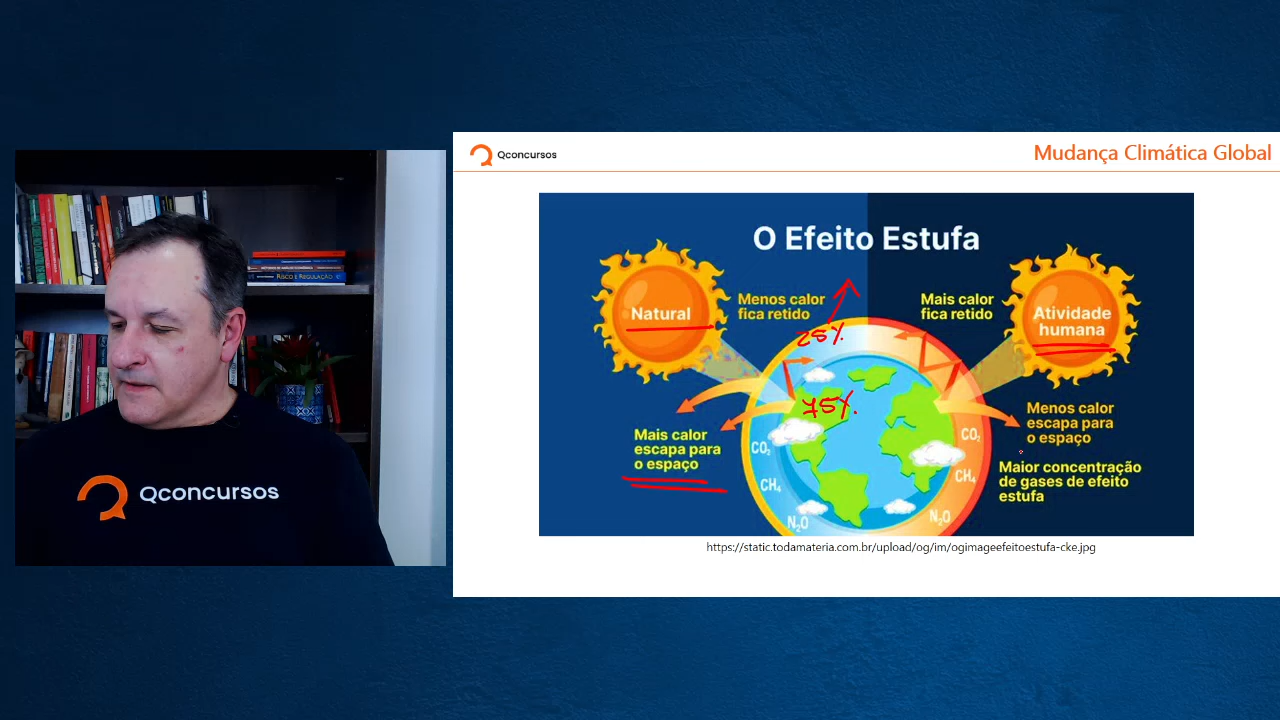 Qconcursos
Mudança Climática Global
O Efeito Estufa
Natural
Menos calor
fica retido
Mais calor
fica retido
Atividade
humana
25%.
75%.
Mais calor
escapa para
o espaço
Menos calor
escapa para
o espaço
Maior concentração
de gases de efeito
estufa
CO₂
CH₄
N₂O
CO₂
CH₄
N₂O
https://static.todamateria.com.br/upload/og/im/ogimageefeitoestufa-cke.jpg
RISCO E REGULAÇÃO
Qconcursos